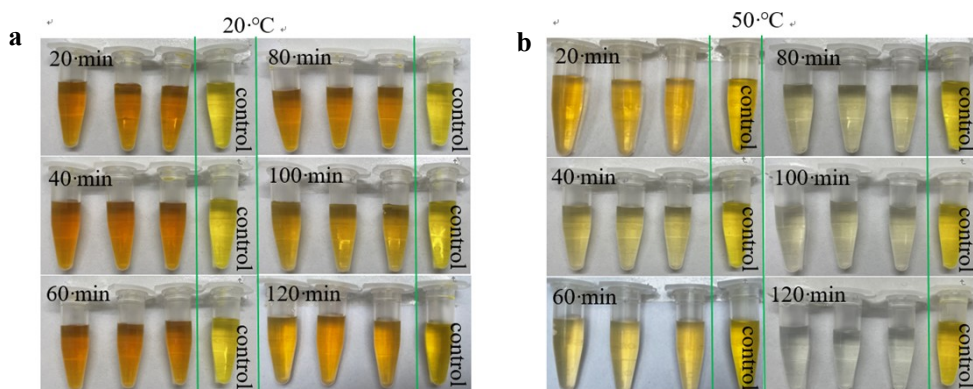 a
20·°C
20·min
control
80·min
control
40·min
control
100·min
control
60·min
control
120·min
control
b
50·°C
20·min
control
80·min
control
40·min
control
100·min
control
60·min
control
120·min
control